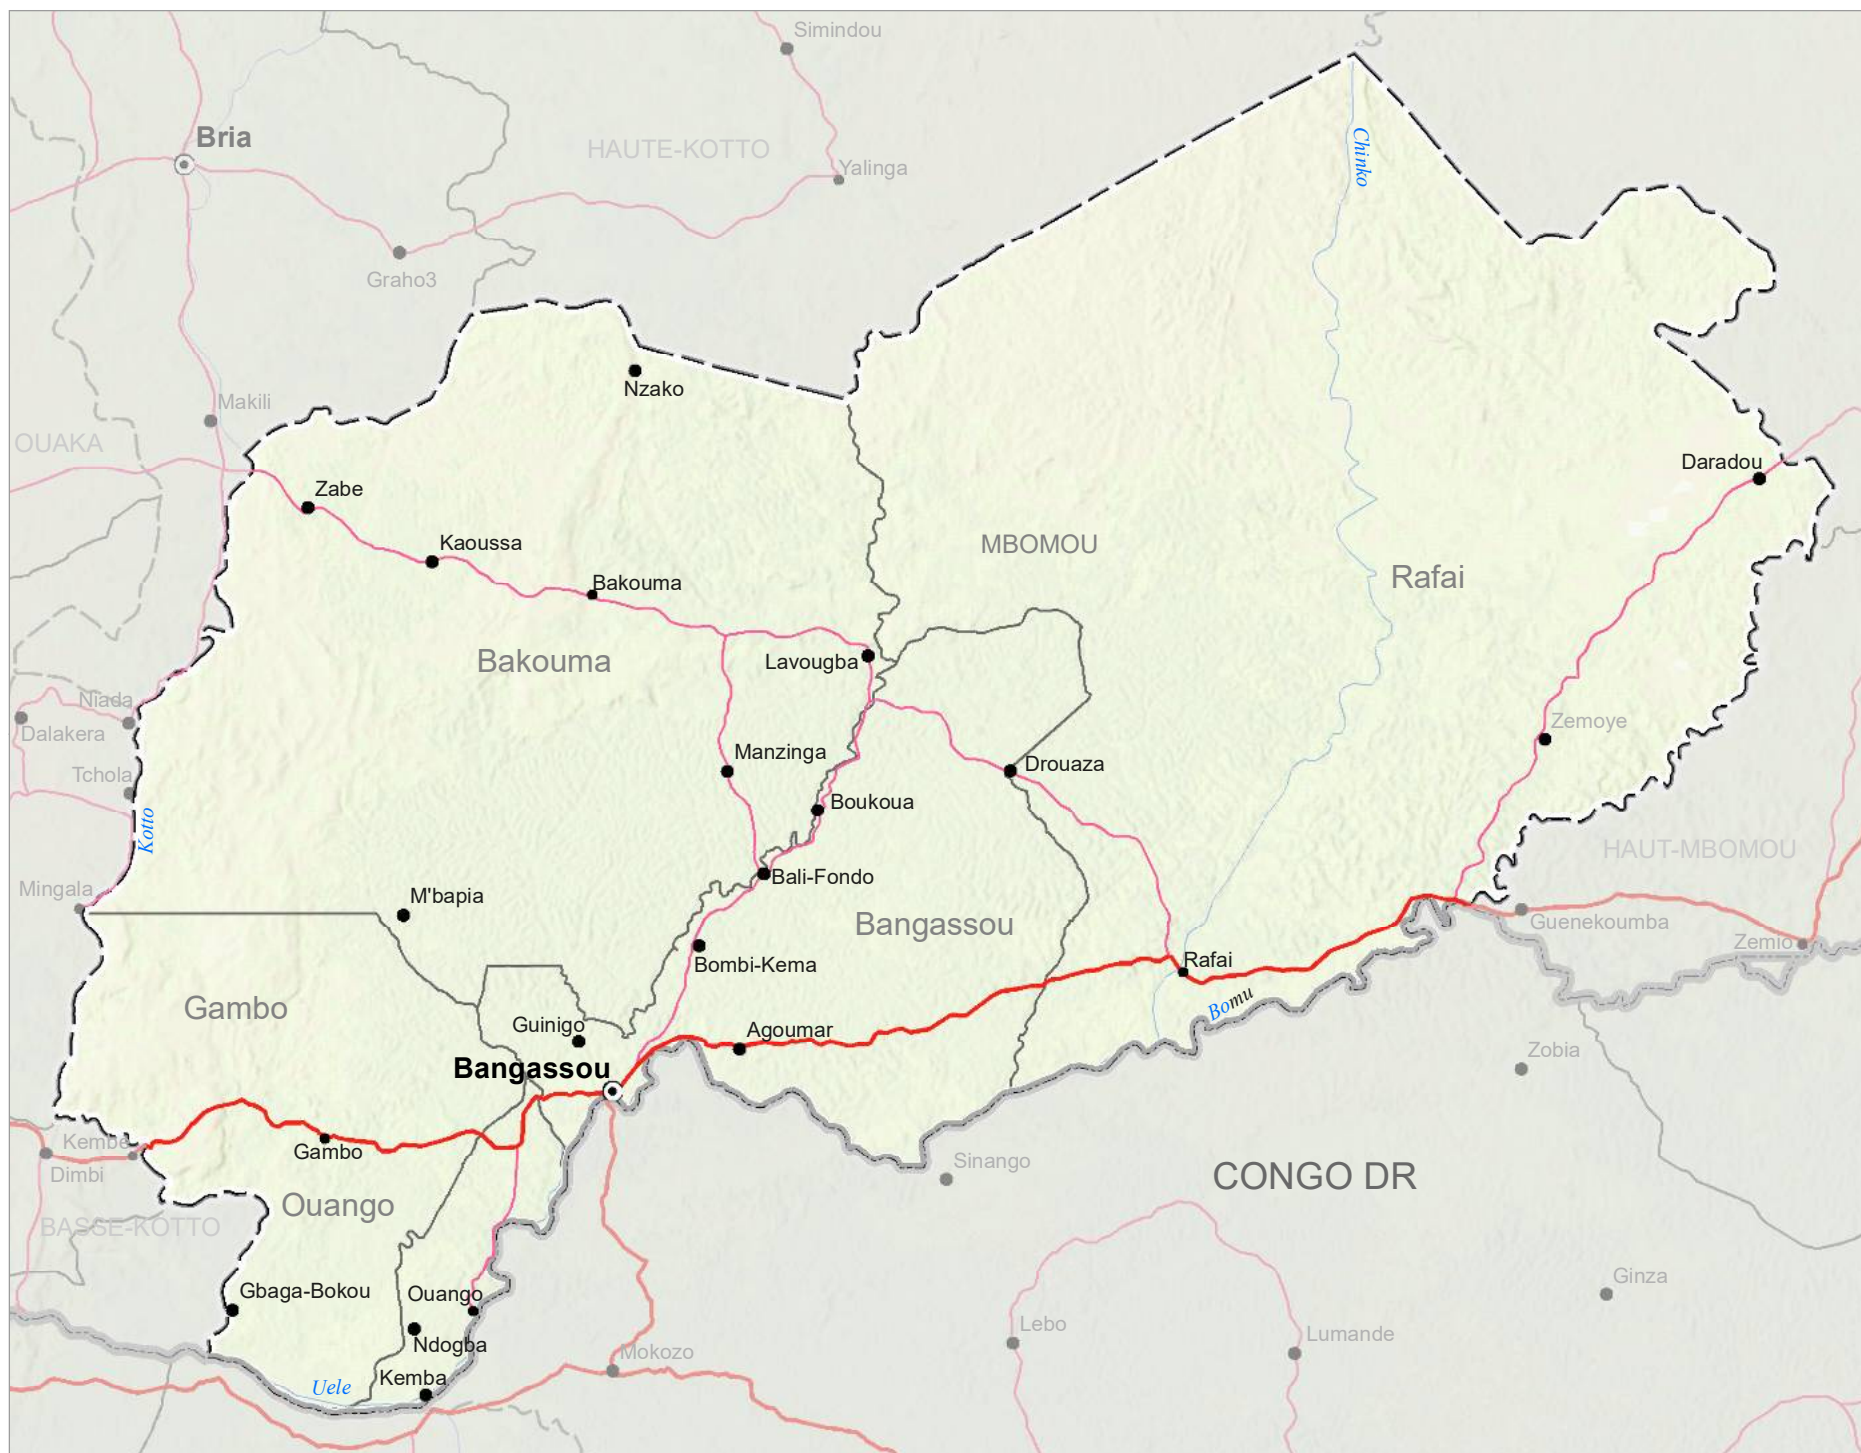 Simindou
Bria
HAUTE-KOTTO
Chinko
Yalinga
Graho3
Nzako
Makili
OUAKA
Daradou
Zabe
Kaoussa
MBOMOU
Bakouma
Rafai
Bakouma
Lavougba
Niada
Dalakera
Zemoye
Manzinga
Drouaza
Tchola
Boukoua
Kotto
HAUT-MBOMOU
Bali-Fondo
Mingala
M'bapia
Bangassou
Guenekoumba
Zemio
Bombi-Kema
Rafai
Gambo
Bomu
Guinigo
Agoumar
Zobia
Bangassou
Kembe
Gambo
Dimbi
Sinango
CONGO DR
Ouango
BASSE-KOTTO
Gbaga-Bokou
Ouango
Ginza
Lebo
Lumande
Ndogba
Mokozo
Kemba
Uele